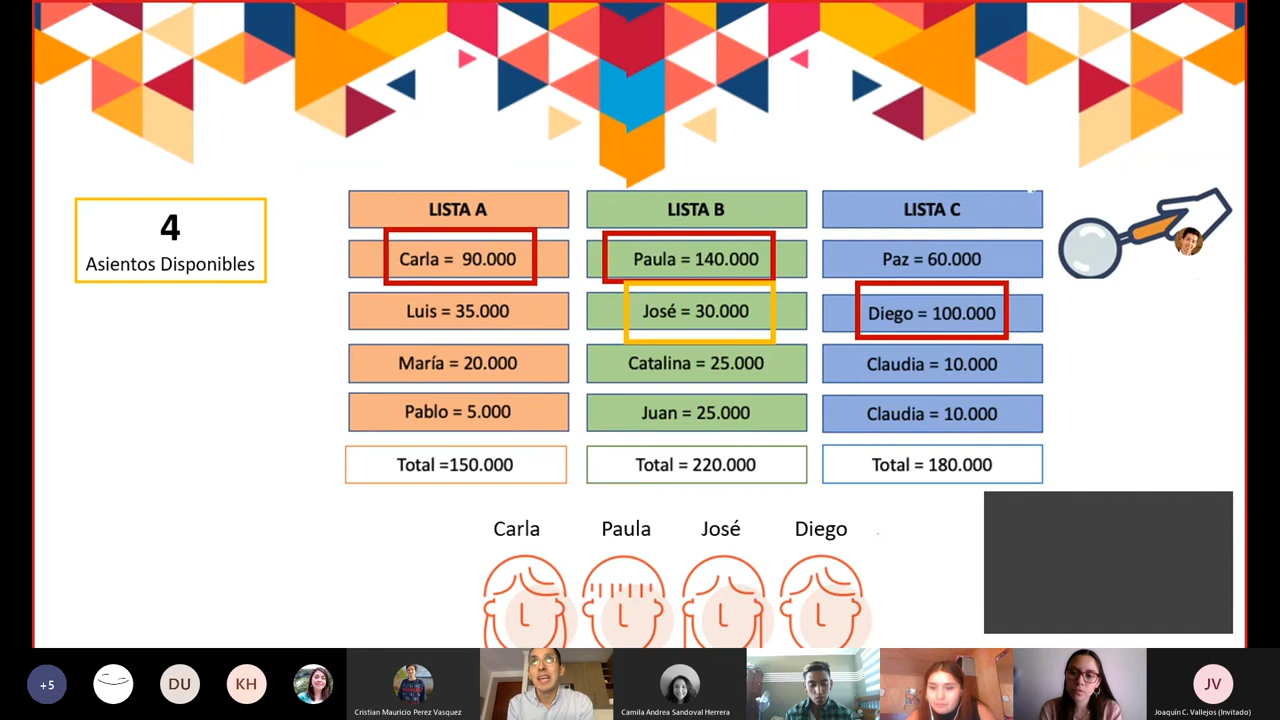 4
Asientos Disponibles
LISTA A
Carla = 90.000
Luis = 35.000
María = 20.000
Pablo = 5.000
Total =150.000
LISTA B
Paula = 140.000
José = 30.000
Catalina = 25.000
Juan = 25.000
Total = 220.000
LISTA C
Paz = 60.000
Diego = 100.000
Claudia = 10.000
Claudia = 10.000
Total = 180.000
Carla Paula José Diego
+5
DU
KH
Cristian Mauricio Perez Vasquez
Camila Andrea Sandoval Herrera
JV
Joaquín C. Vallejos (Invitado)